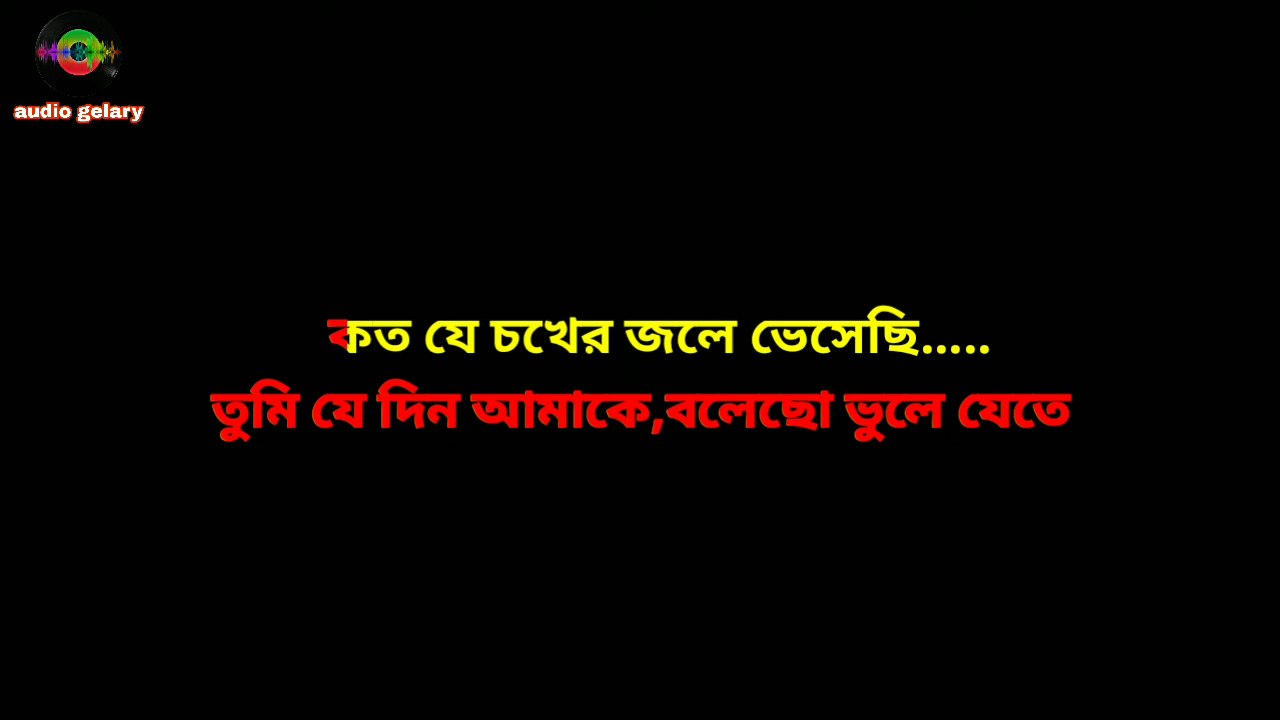 audio gelary
কত যে চখের জলে ভেসেছি.....
তুমি যে দিন আমাকে,বলেছো ভুলে যেতে